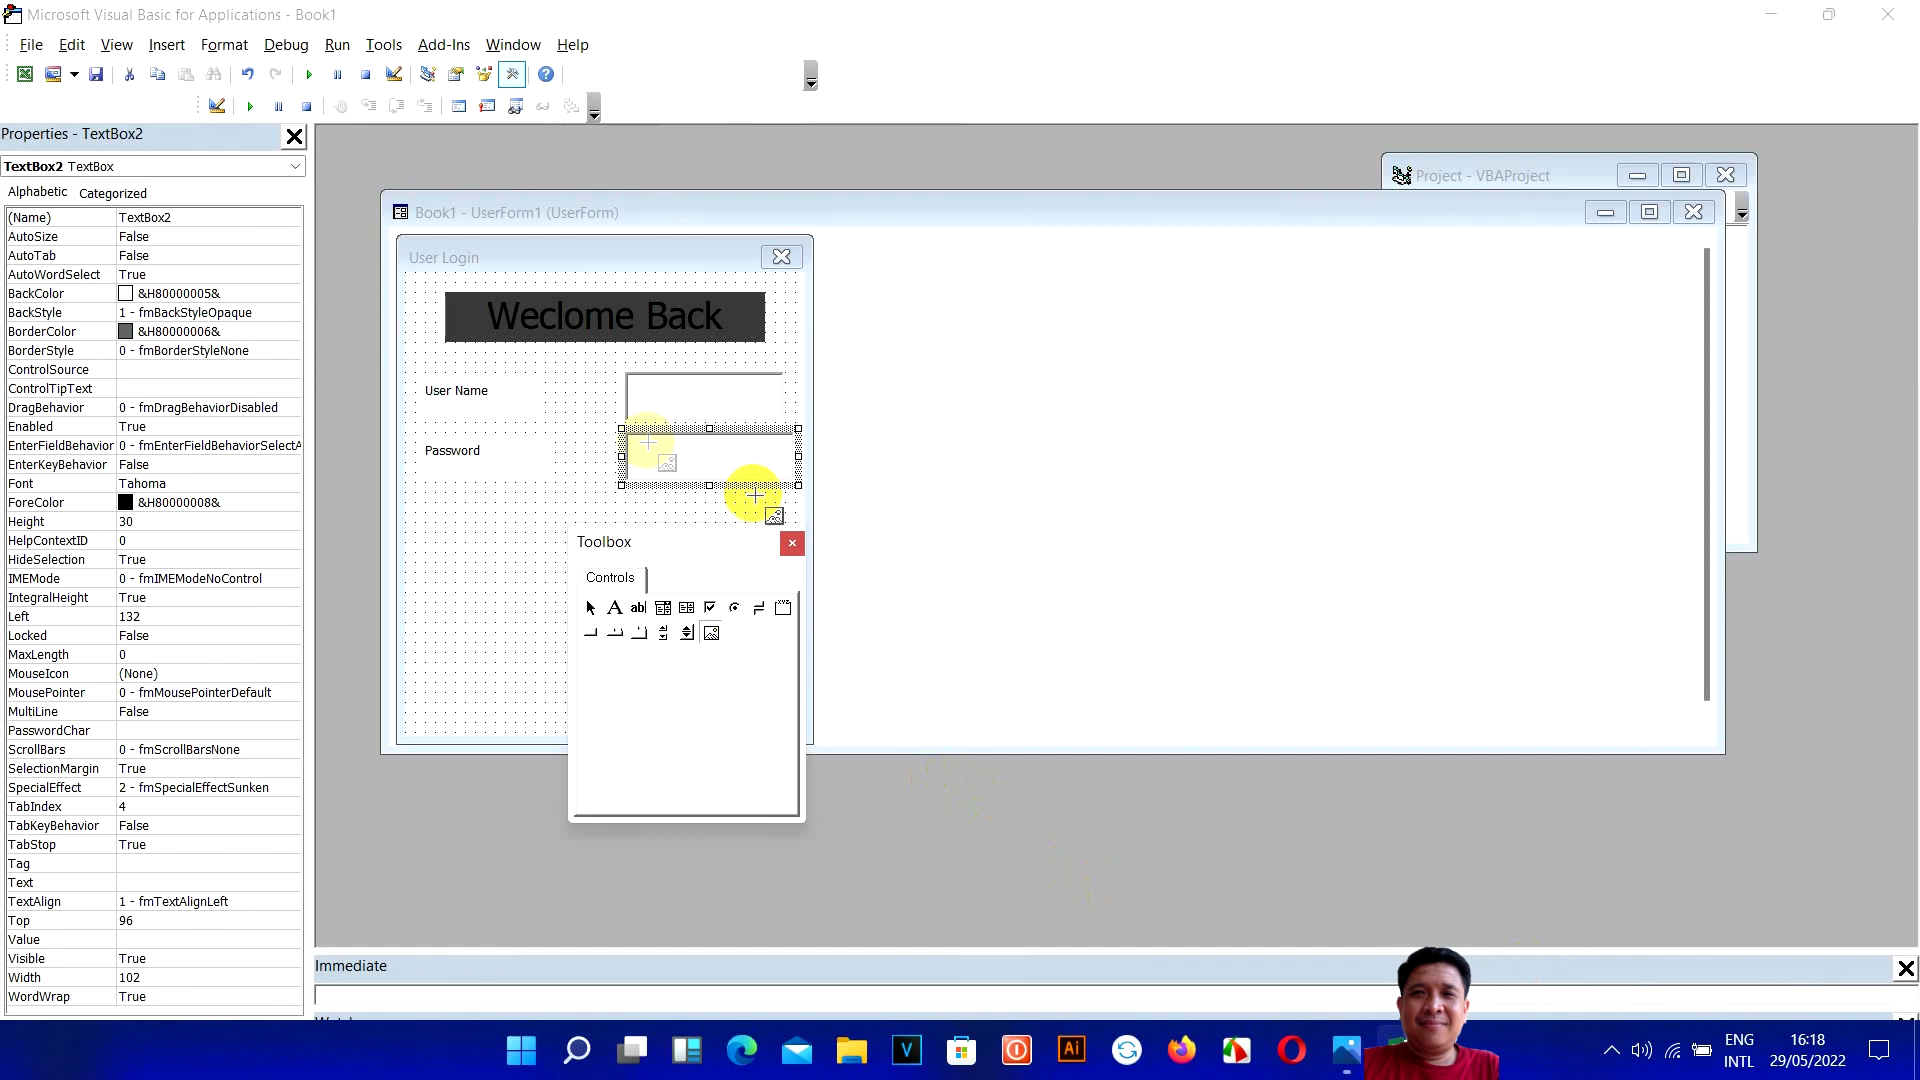 Microsoft Visual Basic for Applications - Book1
File Edit View Insert Format Debug Run Tools Add-Ins Window Help
Properties - TextBox2
TextBox2 TextBox
Alphabetic Categorized
(Name) TextBox2
AutoSize False
AutoTab False
AutoWordSelect True
BackColor &H80000005&
BackStyle 1 - fmBackStyleOpaque
BorderColor &H80000006&
BorderStyle 0 - fmBorderStyleNone
ControlSource
ControlTipText
DragBehavior 0 - fmDragBehaviorDisabled
Enabled True
EnterFieldBehavior 0 - fmEnterFieldBehaviorSelectA
EnterKeyBehavior False
Font Tahoma
ForeColor &H80000008&
Height 30
HelpContextID 0
HideSelection True
IMEMode 0 - fmIMEModeNoControl
IntegralHeight True
Left 132
Locked False
MaxLength 0
MouseIcon (None)
MousePointer 0 - fmMousePointerDefault
MultiLine False
PasswordChar
ScrollBars 0 - fmScrollBarsNone
SelectionMargin True
SpecialEffect 2 - fmSpecialEffectSunken
TabIndex 4
TabKeyBehavior False
TabStop True
Tag
Text
TextAlign 1 - fmTextAlignLeft
Top 96
Value
Visible True
Width 102
WordWrap True
Project - VBAProject
Book1 - UserForm1 (UserForm)
User Login
Weclome Back
User Name
Password
Toolbox
Controls
A ab
Immediate
V
Ai
ENG
INTL
16:18
29/05/2022